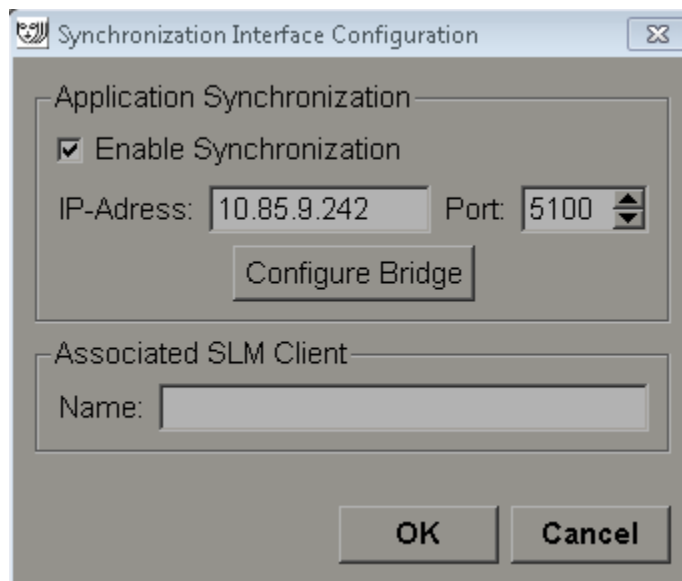 Synchronization Interface Configuration
Application Synchronization
Enable Synchronization
IP-Adress: 10.85.9.242 Port: 5100
Configure Bridge
Associated SLM Client
Name:
OK Cancel